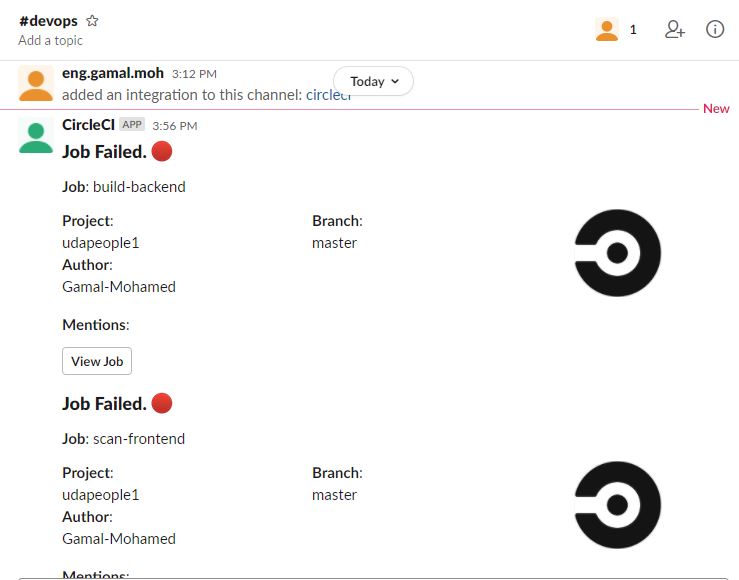 #devops
Add a topic
1
eng.gamal.moh 3:12 PM
Today
added an integration to this channel: circleci
New
CircleCI APP 3:56 PM
Job Failed.
Job: build-backend
Project: Branch:
udapeople1 master
Author:
Gamal-Mohamed
Mentions:
View Job
Job Failed.
Job: scan-frontend
Project: Branch:
udapeople1 master
Author:
Gamal-Mohamed
Mentions: